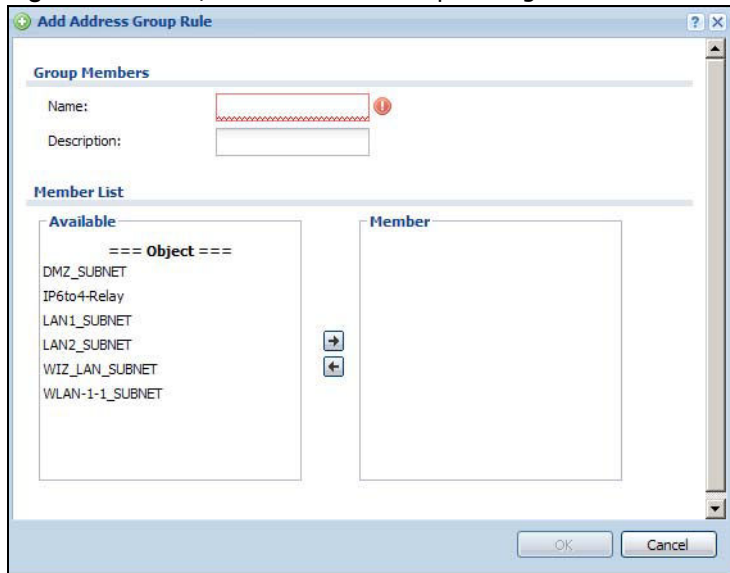 Add Address Group Rule
Group Members
Name:
Description:
Member List
Available
Member
=== Object ===
DMZ_SUBNET
IP6to4-Relay
LAN1_SUBNET
LAN2_SUBNET
WIZ_LAN_SUBNET
WLAN-1-1_SUBNET
OK
Cancel